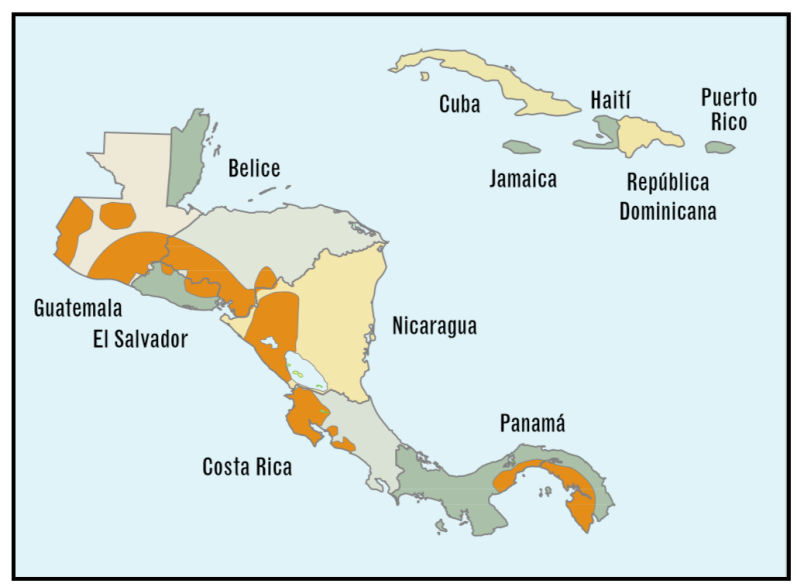 Cuba
Haití
Puerto
Rico
Belice
Jamaica
República
Dominicana
Guatemala
El Salvador
Nicaragua
Panamá
Costa Rica